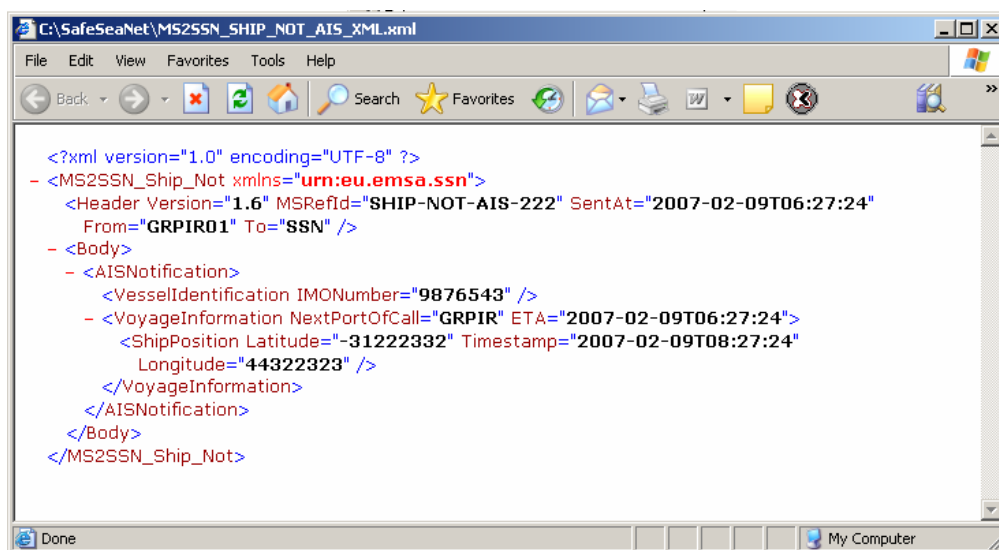 C:\SafeSeaNet\MS2SSN_SHIP_NOT_AIS_XML.xml
File Edit View Favorites Tools Help
Back Search Favorites W »
<?xml version="1.0" encoding="UTF-8" ?>
- <MS2SSN_Ship_Not xmlns="urn:eu.emsa.ssn">
<Header Version="1.6" MSRefId="SHIP-NOT-AIS-222" SentAt="2007-02-09T06:27:24"
From="GRPIR01" To="SSN" />
- <Body>
- <AISNotification>
<VesselIdentification IMONumber="9876543" />
- <VoyageInformation NextPortOfCall="GRPIR" ETA="2007-02-09T06:27:24">
<ShipPosition Latitude="-31222332" Timestamp="2007-02-09T08:27:24"
Longitude="44322323" />
</VoyageInformation>
</AISNotification>
</Body>
</MS2SSN_Ship_Not>
Done My Computer